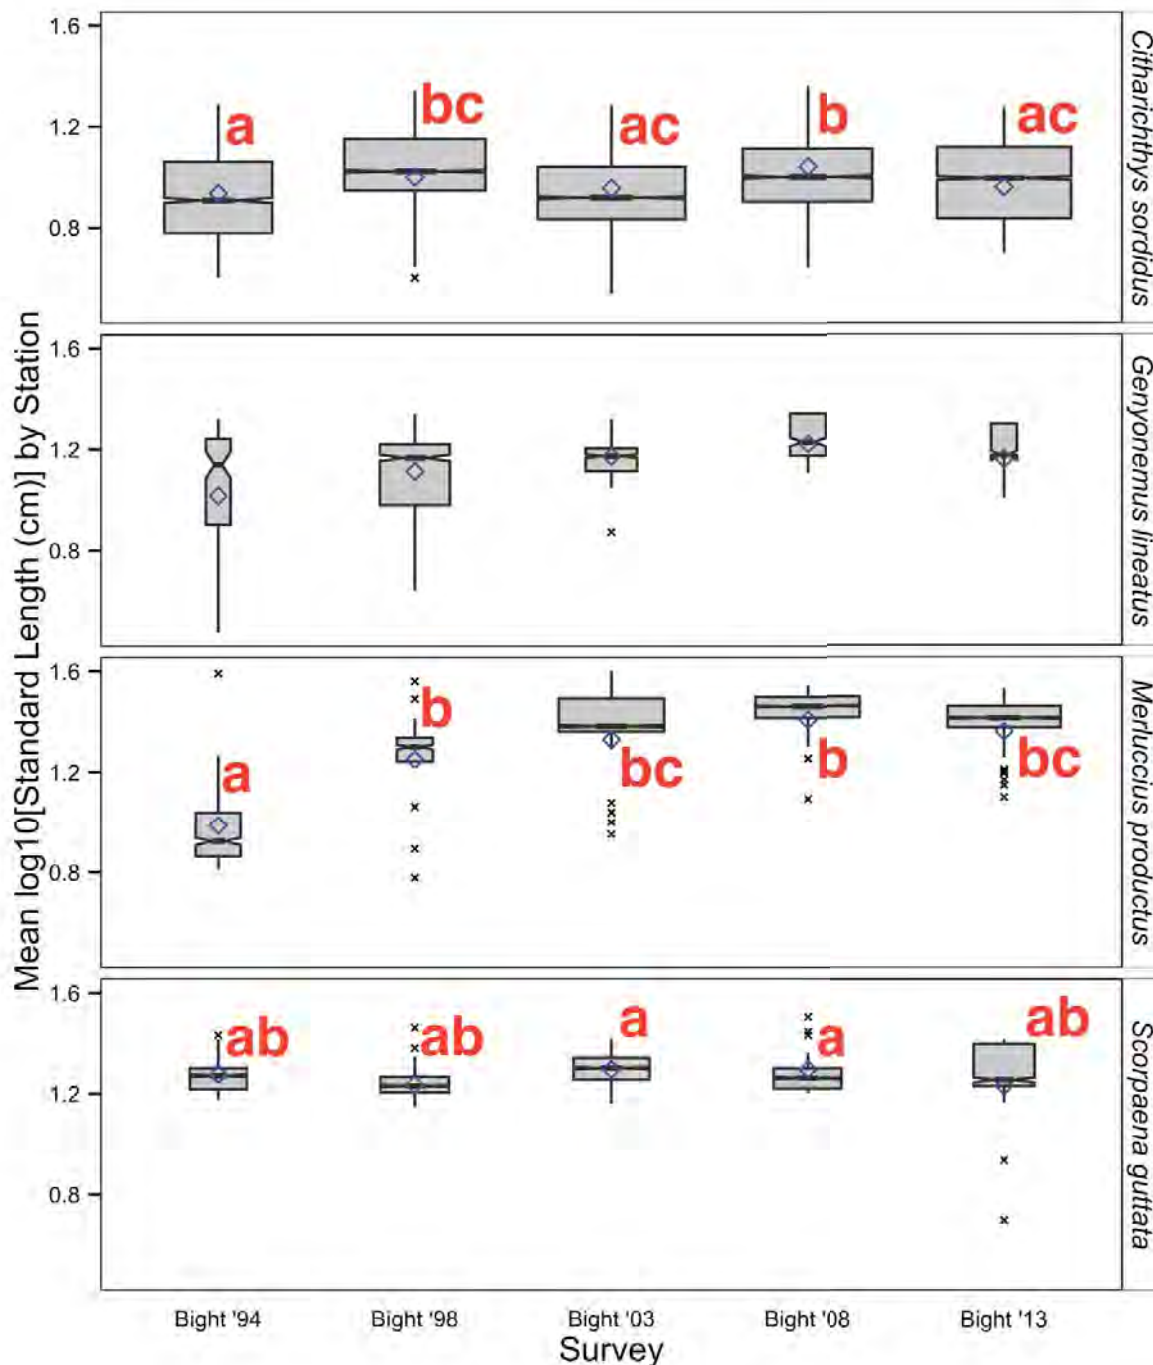 Mean log10[Standard Length (cm)] by Station
1.6
1.2
0.8
a
bc
ac
b
ac
Citharichthys sordidus
1.6
1.2
0.8
Genyonemus lineatus
1.6
1.2
0.8
a
b
bc
b
bc
Merluccius productus
1.6
1.2
0.8
ab
ab
a
a
ab
Scorpaena guttata
Bight '94
Bight '98
Bight '03
Bight '08
Bight '13
Survey